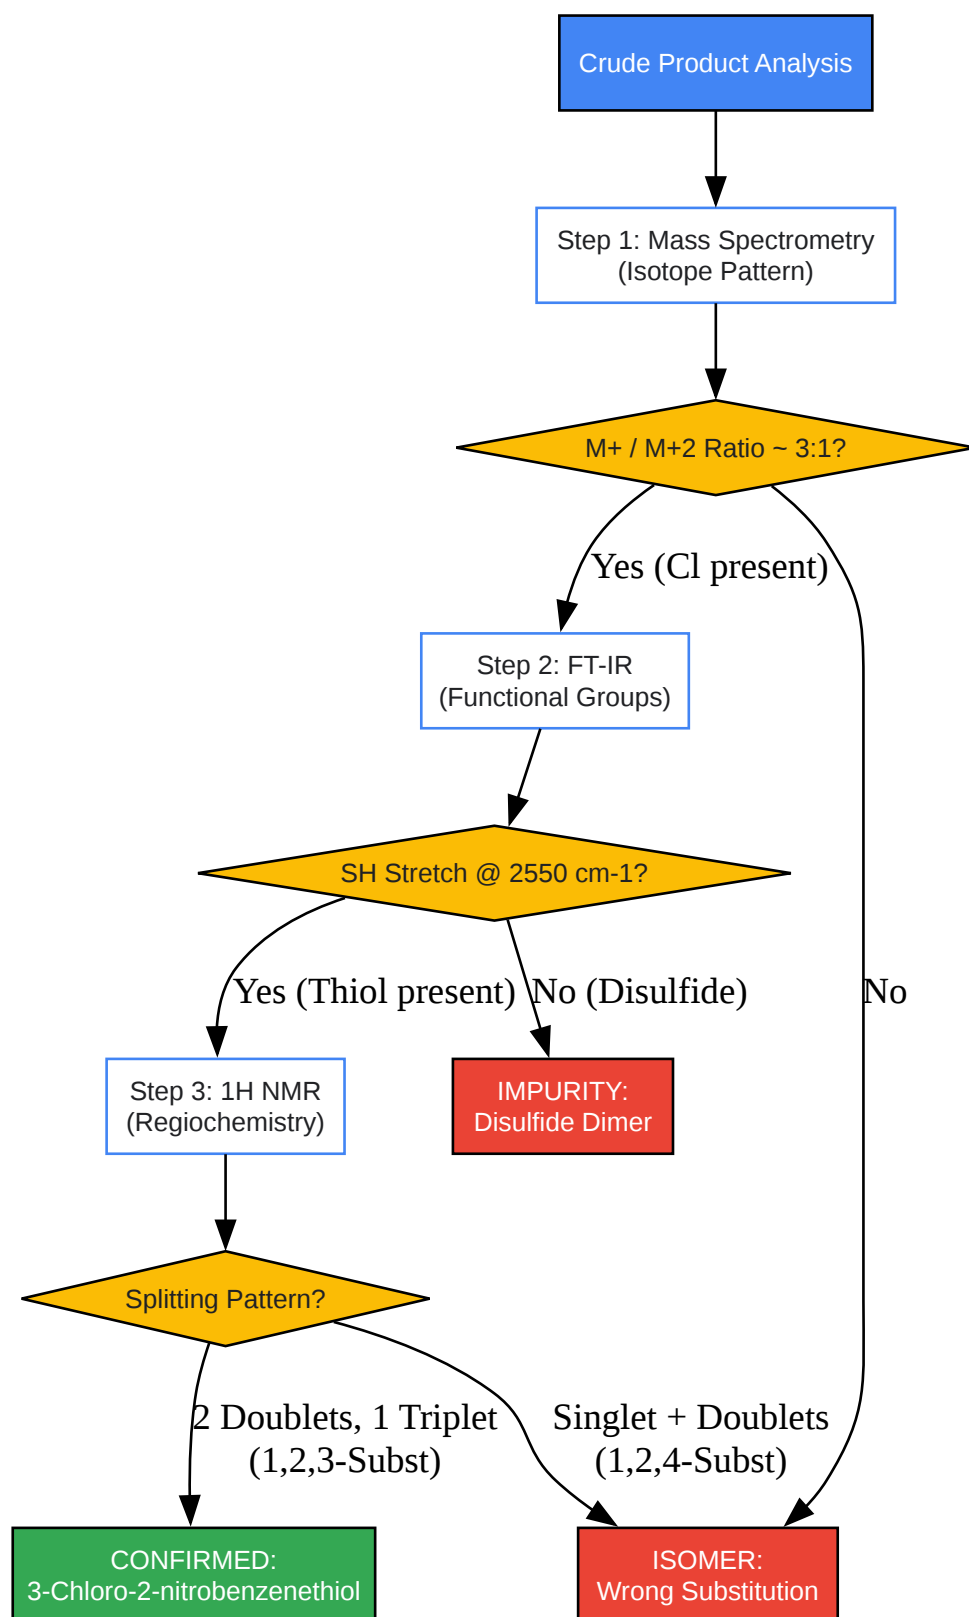 Crude Product Analysis
Step 1: Mass Spectrometry
(Isotope Pattern)
M+ / M+2 Ratio ~ 3:1?
Yes (Cl present)
Step 2: FT-IR
(Functional Groups)
SH Stretch @ 2550 cm-1?
Yes (Thiol present)
No (Disulfide)
No
Step 3: 1H NMR
(Regiochemistry)
IMPURITY:
Disulfide Dimer
Splitting Pattern?
2 Doublets, 1 Triplet
(1,2,3-Subst)
Singlet + Doublets
(1,2,4-Subst)
CONFIRMED:
3-Chloro-2-nitrobenzenethiol
ISOMER:
Wrong Substitution